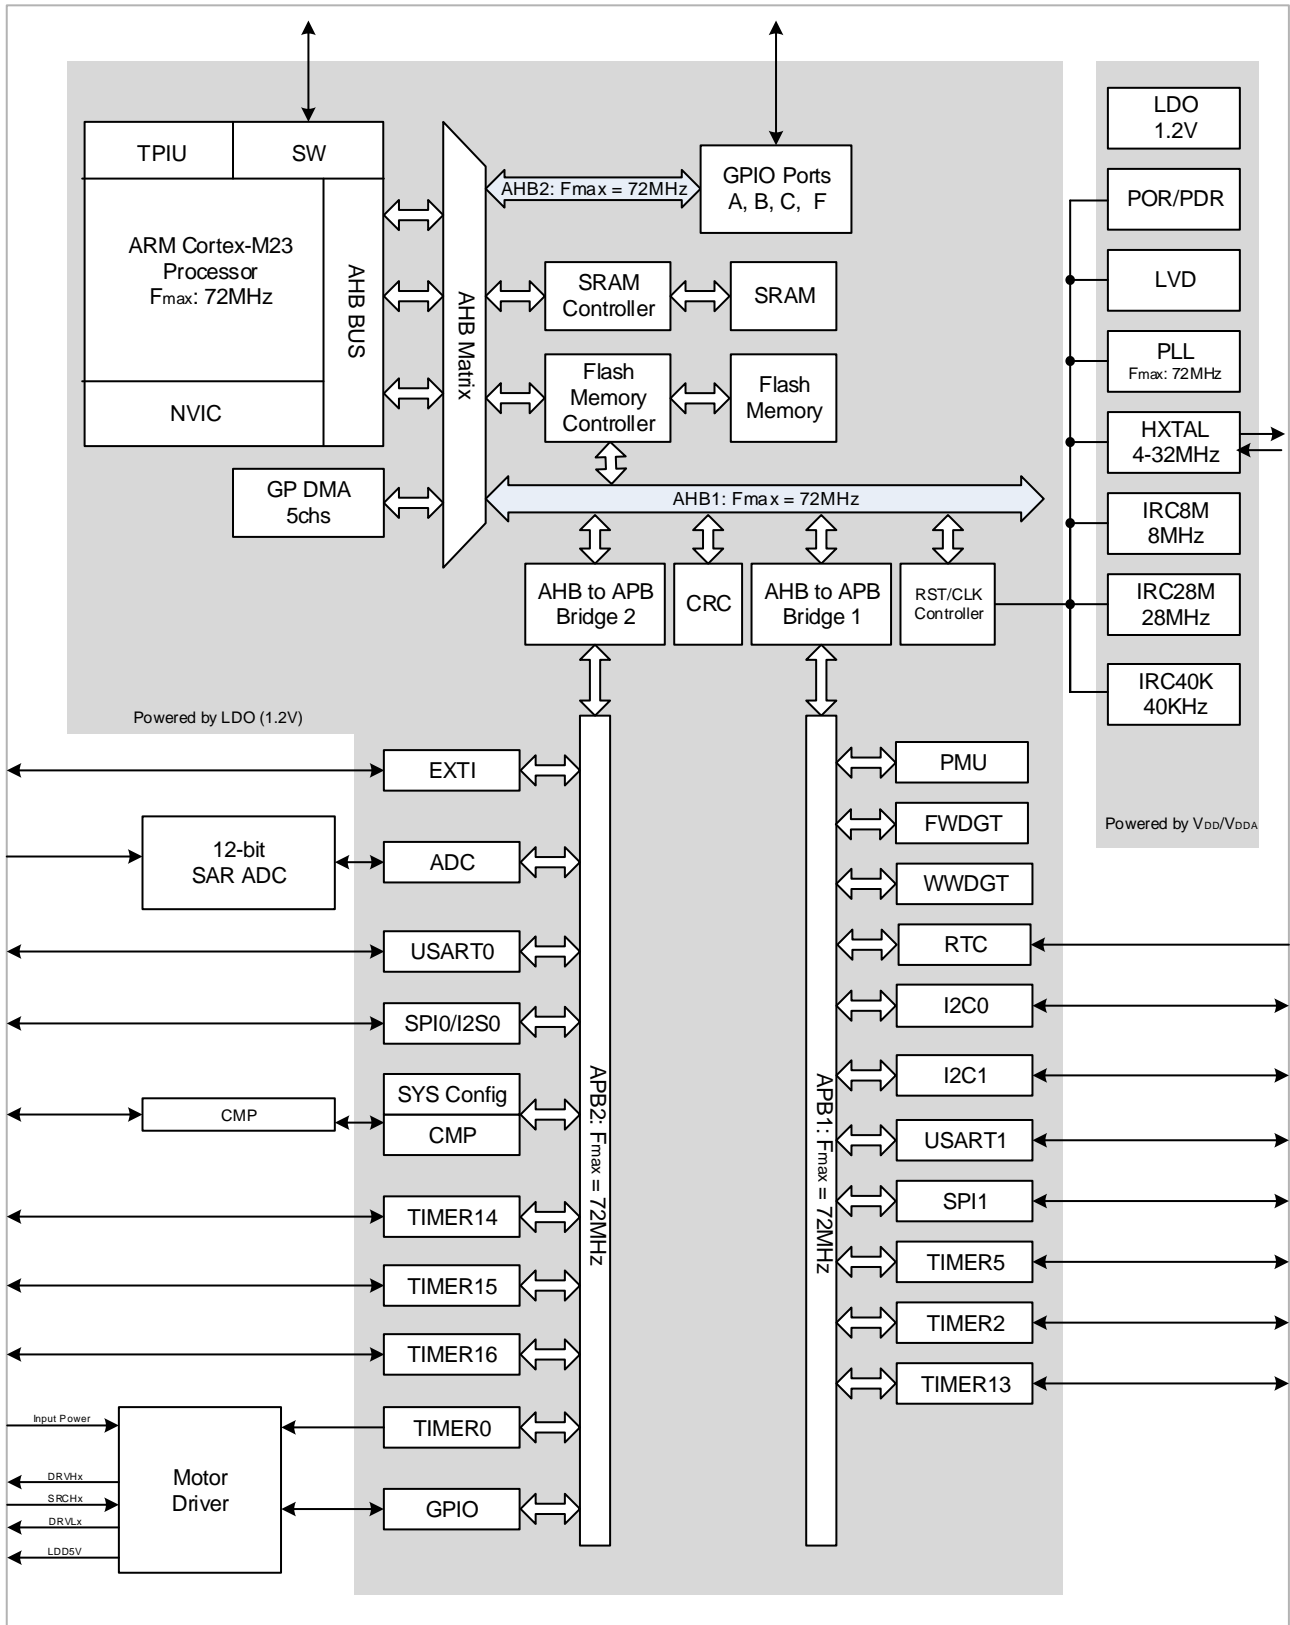 TPIU
SW
ARM Cortex-M23
Processor
Fmax: 72MHz
AHB BUS
NVIC
GP DMA
5chs
AHB Matrix
AHB2: Fmax = 72MHz
GPIO Ports
A, B, C, F
SRAM
Controller
SRAM
Flash
Memory
Controller
Flash
Memory
AHB1: Fmax = 72MHz
AHB to APB
Bridge 2
CRC
AHB to APB
Bridge 1
RST/CLK
Controller
LDO
1.2V
POR/PDR
LVD
PLL
Fmax: 72MHz
HXTAL
4-32MHz
IRC8M
8MHz
IRC28M
28MHz
IRC40K
40KHz
Powered by VDD/VDDA
Powered by LDO (1.2V)
EXTI
12-bit
SAR ADC
ADC
USART0
SPI0/I2S0
CMP
SYS Config
CMP
TIMER14
TIMER15
TIMER16
TIMER0
GPIO
Input Power
DRVHx
SRCHx
DRVLx
LDD5V
Motor
Driver
APB2: Fmax = 72MHz
APB1: Fmax = 72MHz
PMU
FWDGT
WWDGT
RTC
I2C0
I2C1
USART1
SPI1
TIMER5
TIMER2
TIMER13